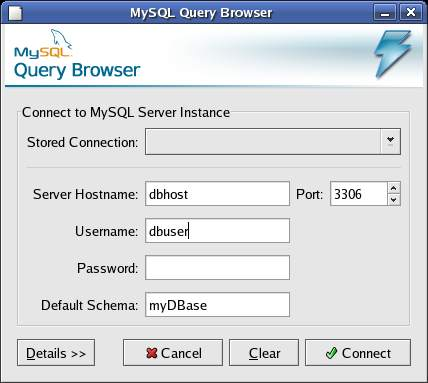 MySQL Query Browser
MySQL
Query Browser
Connect to MySQL Server Instance
Stored Connection:
Server Hostname: dbhost Port: 3306
Username: dbuser
Password:
Default Schema: myDBase
Details >> Cancel Clear Connect